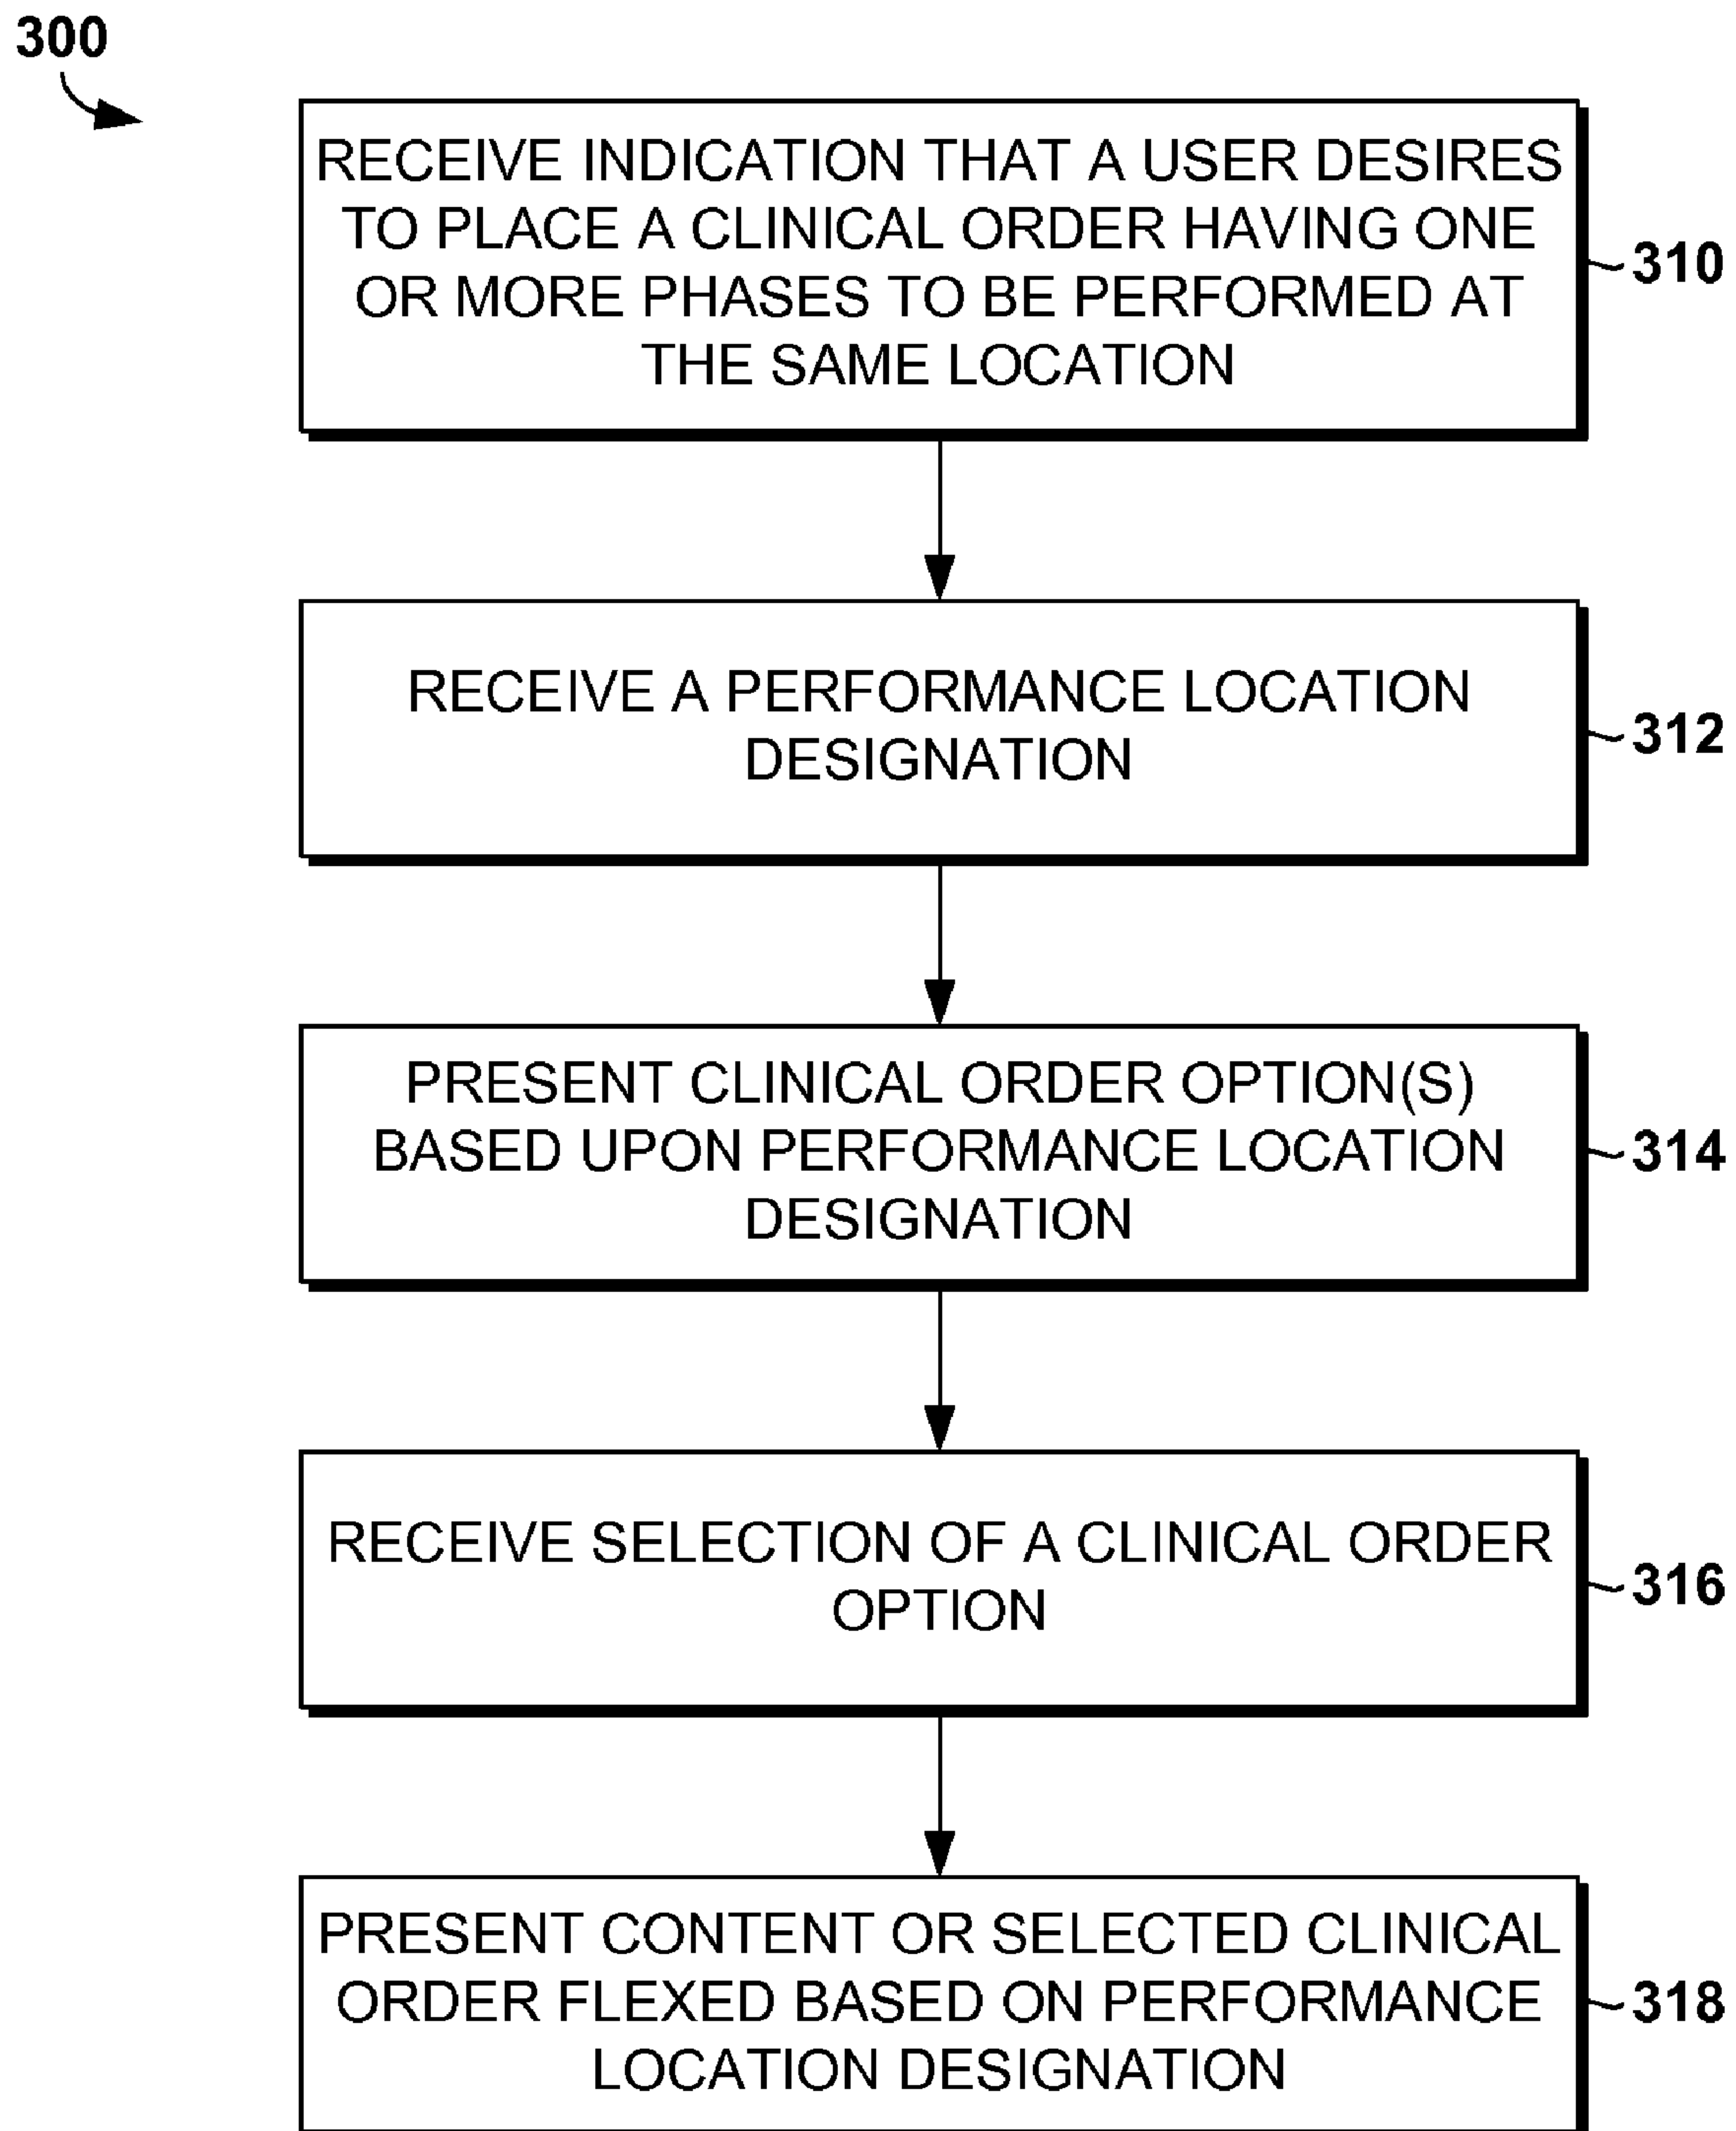 300
RECEIVE INDICATION THAT A USER DESIRES
TO PLACE A CLINICAL ORDER HAVING ONE
OR MORE PHASES TO BE PERFORMED AT
THE SAME LOCATION
310
RECEIVE A PERFORMANCE LOCATION
DESIGNATION
312
PRESENT CLINICAL ORDER OPTION(S)
BASED UPON PERFORMANCE LOCATION
DESIGNATION
314
RECEIVE SELECTION OF A CLINICAL ORDER
OPTION
316
PRESENT CONTENT OR SELECTED CLINICAL
ORDER FLEXED BASED ON PERFORMANCE
LOCATION DESIGNATION
318